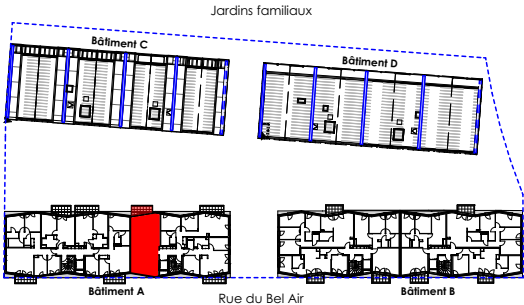 Jardins familiaux
Bâtiment C
Bâtiment D
Bâtiment A
Bâtiment B
Rue du Bel Air